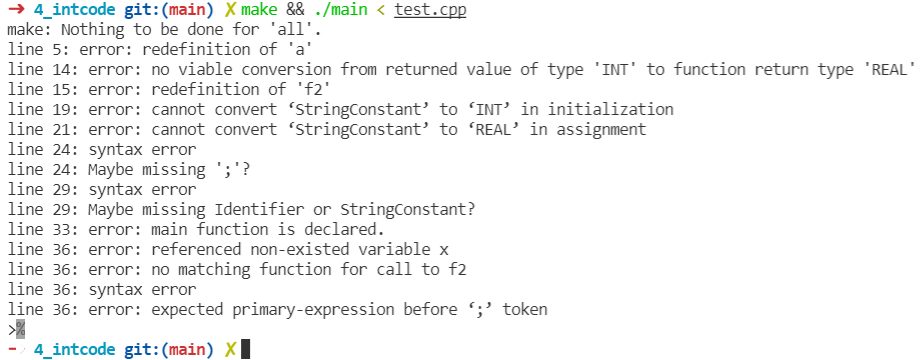 ➜ 4_intcode git:(main) ✗ make && ./main < test.cpp
make: Nothing to be done for 'all'.
line 5: error: redefinition of 'a'
line 14: error: no viable conversion from returned value of type 'INT' to function return type 'REAL'
line 15: error: redefinition of 'f2'
line 19: error: cannot convert ‘StringConstant’ to ‘INT’ in initialization
line 21: error: cannot convert ‘StringConstant’ to ‘REAL’ in assignment
line 24: syntax error
line 24: Maybe missing ';'?
line 29: syntax error
line 29: Maybe missing Identifier or StringConstant?
line 33: error: main function is declared.
line 36: error: referenced non-existed variable x
line 36: error: no matching function for call to f2
line 36: syntax error
line 36: error: expected primary-expression before ‘;’ token
>%
➜ 4_intcode git:(main) ✗